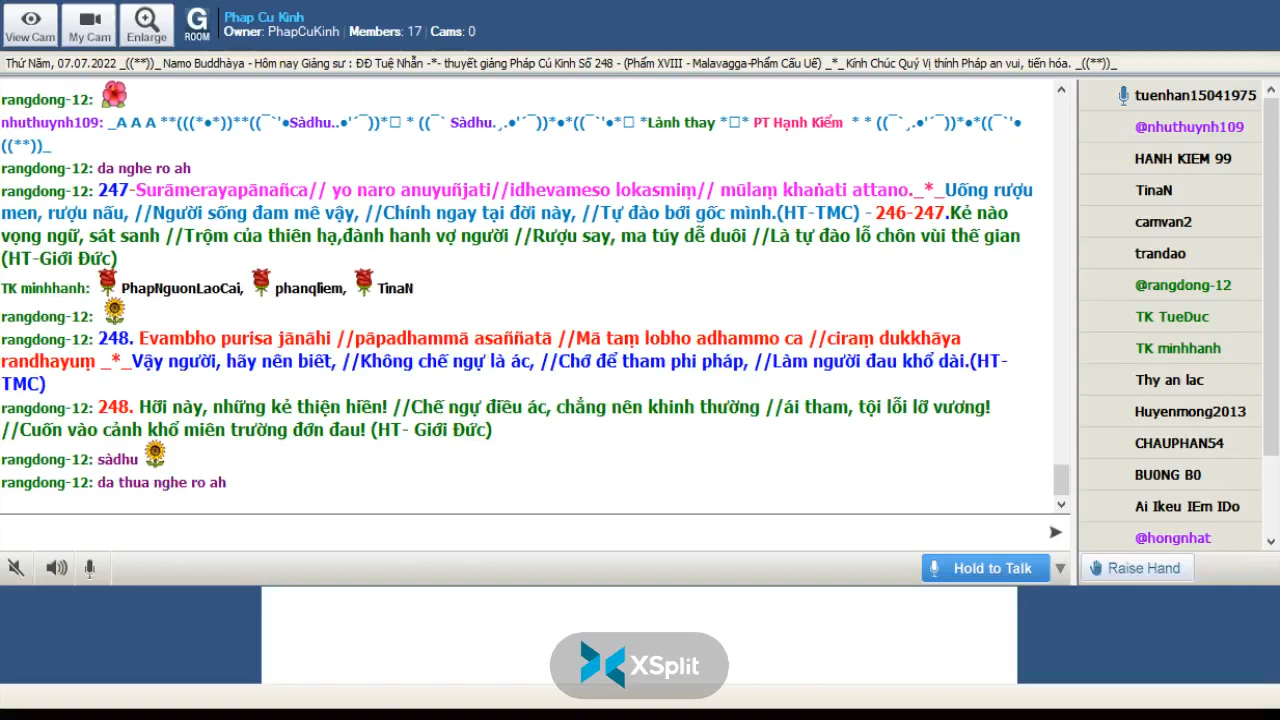 View Cam
My Cam
Enlarge
G
ROOM
Phap Cu Kinh
Owner: PhapCuKinh | Members: 17 | Cams: 0
Thứ Năm, 07.07.2022 _((**))_ Namo Buddhàya - Hôm nay Giảng sư : ĐĐ Tuệ Nhẫn -*- thuyết giảng Pháp Cú Kinh Số 248 - (Phẩm XVIII - Malavagga-Phẩm Cấu Uế) _*_ Kính Chúc Quý Vị thính Pháp an vui, tiến hóa. _((**))_
rangdong-12:
nhuthuynh109: _A A A **(((*•*))**((¯`'•Sàdhu..•'´¯))*□ * ((¯` Sàdhu.¸.•'´¯))*•*((¯`'•*□ *Lành thay *□* PT Hạnh Kiểm * * ((¯`¸.•'´¯))*•*((¯`'•
((**))_
rangdong-12: da nghe ro ah
rangdong-12: 247-Surāmerayapānañca// yo naro anuyuñjati//idhevameso lokasmiṃ// mūlaṃ khaṅati attano._*_Uống rượu
men, rượu nấu, //Người sống đam mê vậy, //Chính ngay tại đời này, //Tự đào bới gốc mình.(HT-TMC) - 246-247.Kẻ nào
vọng ngữ, sát sanh //Trộm của thiên hạ,đành hanh vợ người //Rượu say, ma túy dễ duôi //Là tự đào lỗ chôn vùi thế gian
(HT-Giới Đức)
TK minhhanh: PhapNguonLaoCai, phanqliem, TinaN
rangdong-12:
rangdong-12: 248. Evambho purisa jānāhi //pāpadhammā asaññatā //Mā taṃ lobho adhammo ca //ciraṃ dukkhāya
randhayuṃ _*_Vậy người, hãy nên biết, //Không chế ngự là ác, //Chớ để tham phi pháp, //Làm người đau khổ dài.(HT-
TMC)
rangdong-12: 248. Hỡi này, những kẻ thiện hiền! //Chế ngự điều ác, chẳng nên khinh thường //ái tham, tội lỗi lỡ vương!
//Cuốn vào cảnh khổ miên trường đớn đau! (HT- Giới Đức)
rangdong-12: sàdhu
rangdong-12: da thua nghe ro ah
tuenhan15041975
@nhuthuynh109
HANH KIEM 99
TinaN
camvan2
trandao
@rangdong-12
TK TueDuc
TK minhhanh
Thy an lac
Huyenmong2013
CHAUPHAN54
BU0NG B0
Ai Ikeu IEm IDo
@hongnhat
Hold to Talk
Raise Hand
XSplit